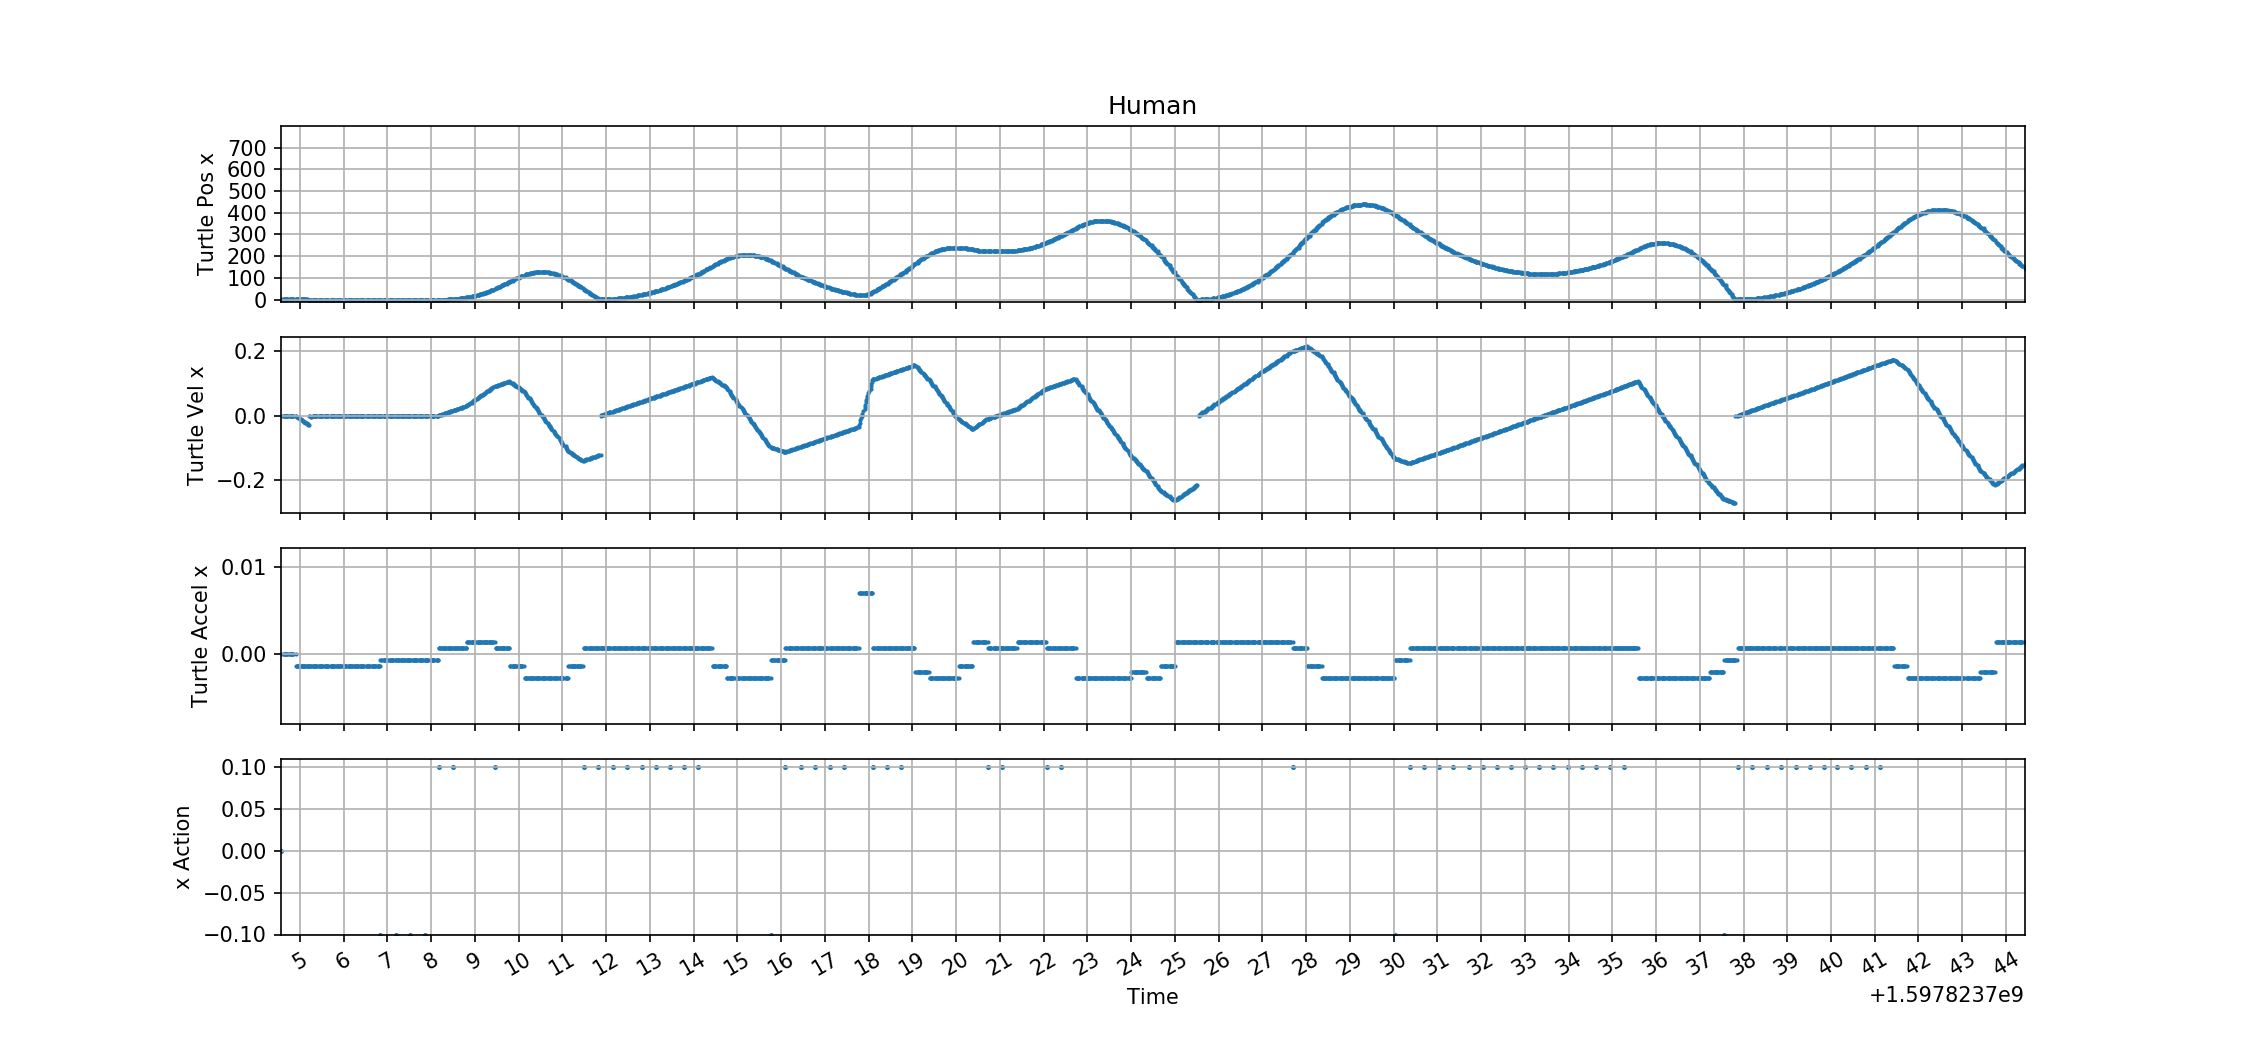 Human
Turtle Pos x
700
600
500
400
300
200
100
0
Turtle Vel x
0.2
0.0
−0.2
Turtle Accel x
0.01
0.00
x Action
0.10
0.05
0.00
−0.05
−0.10
5 6 7 8 9 10 11 12 13 14 15 16 17 18 19 20 21 22 23 24 25 26 27 28 29 30 31 32 33 34 35 36 37 38 39 40 41 42 43 44
Time
+1.5978237e9